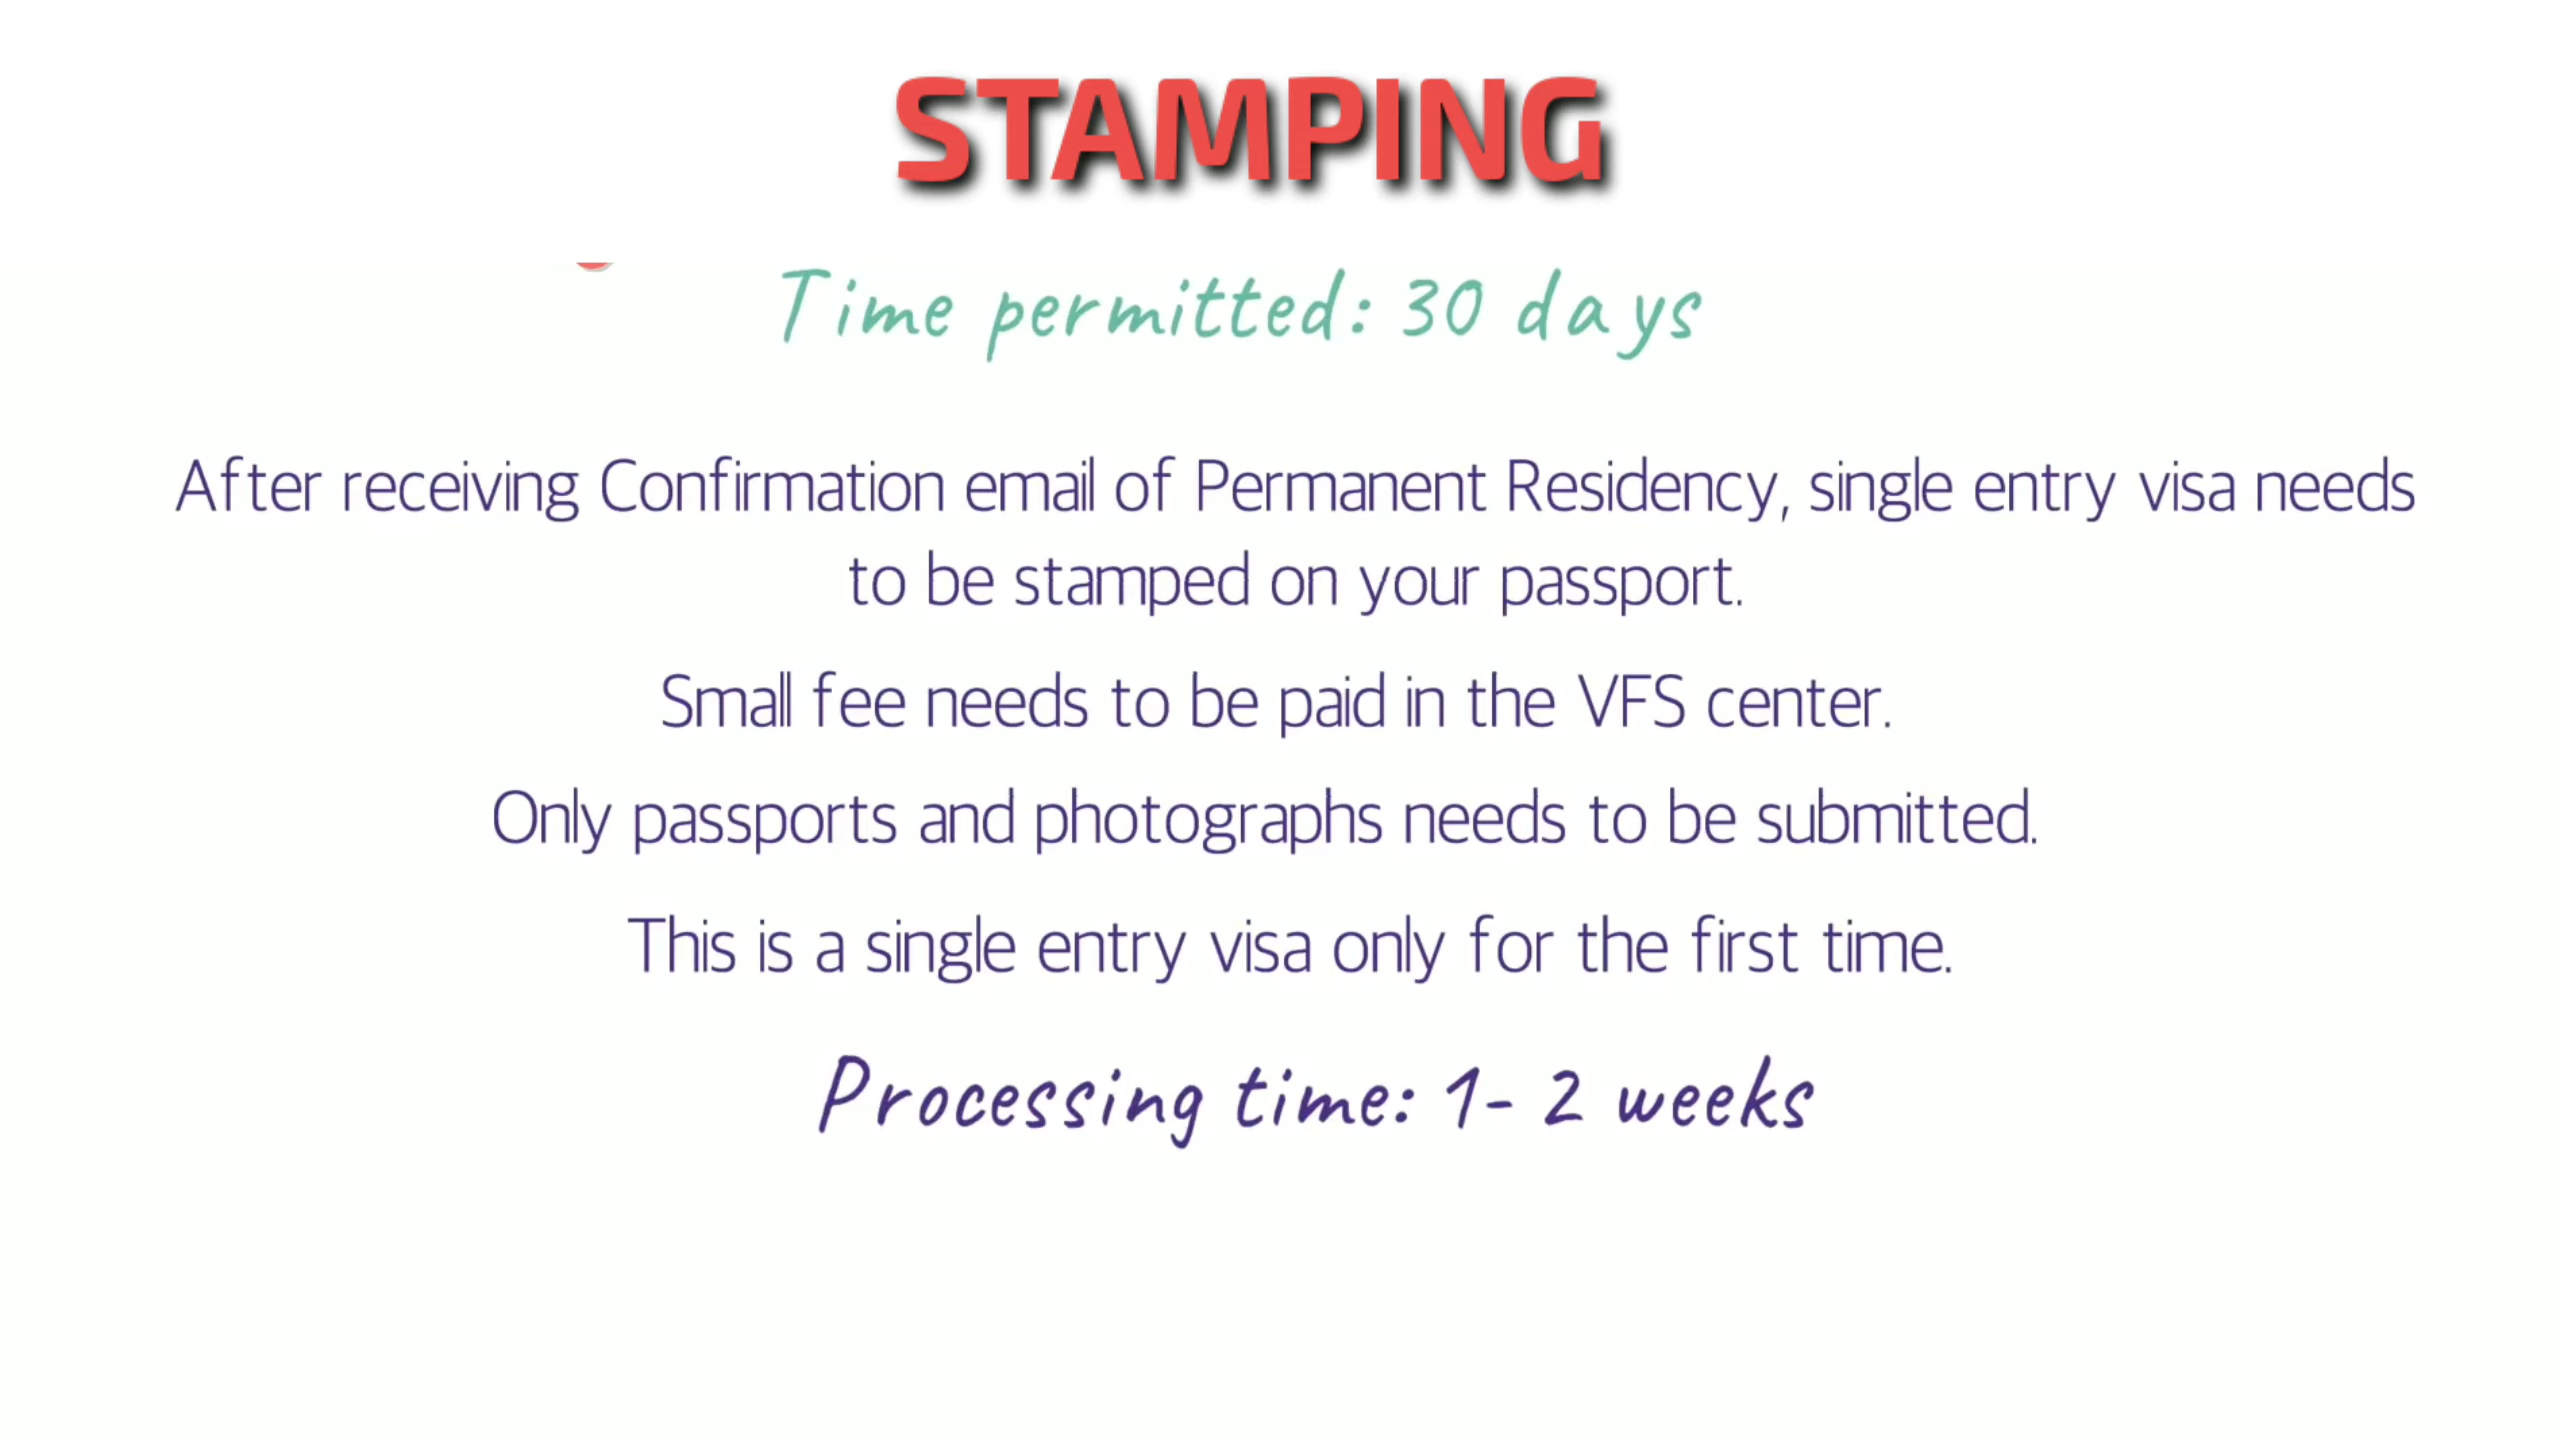 STAMPING
Time permitted: 30 days
After receiving Confirmation email of Permanent Residency, single entry visa needs
to be stamped on your passport.
Small fee needs to be paid in the VFS center.
Only passports and photographs needs to be submitted.
This is a single entry visa only for the first time.
Processing time: 1- 2 weeks